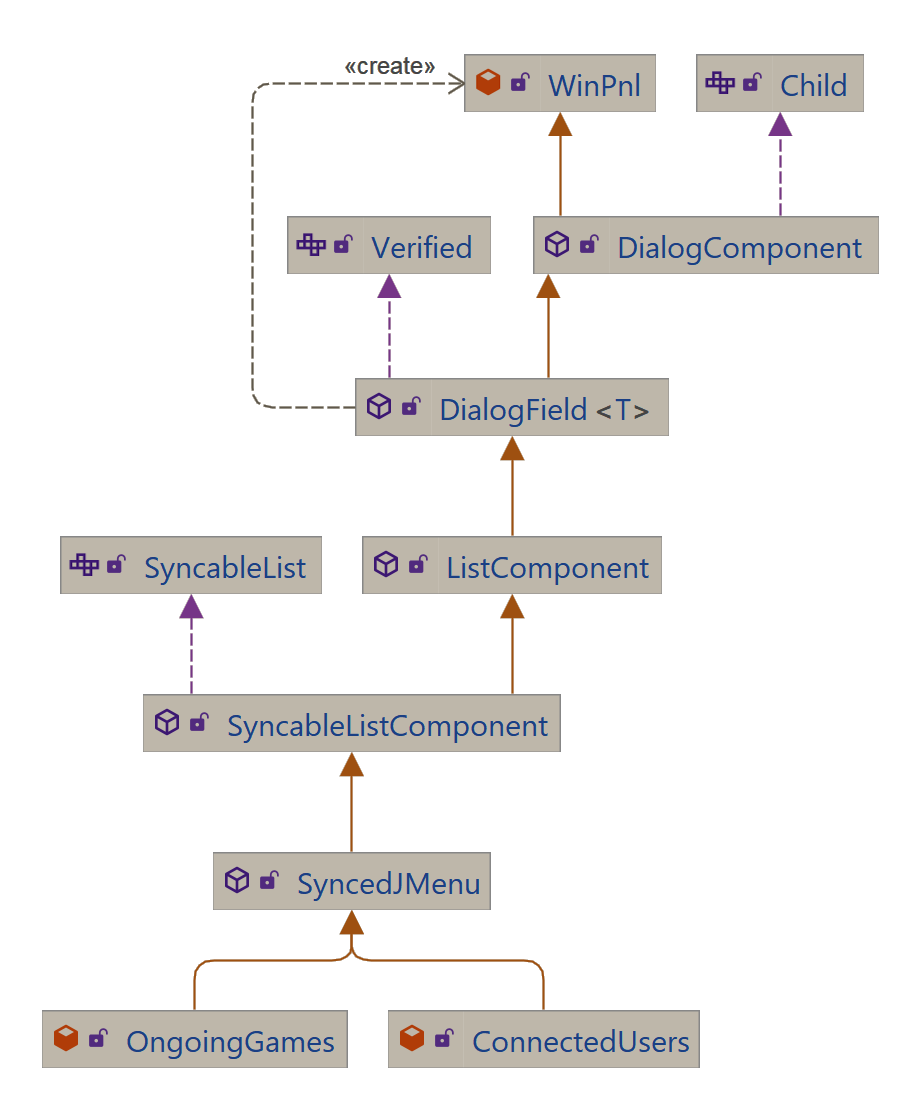 «create»
WinPnl
Child
Verified
DialogComponent
DialogField <T>
SyncableList
ListComponent
SyncableListComponent
SyncedJMenu
OngoingGames
ConnectedUsers